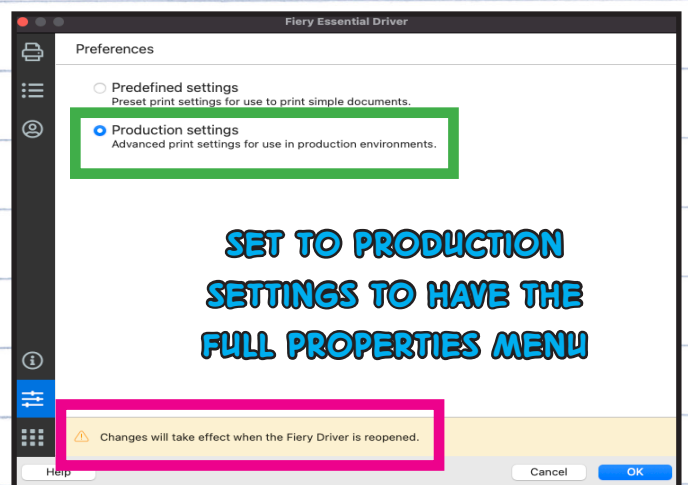 Fiery Essential Driver
Preferences
Predefined settings
Preset print settings for use to print simple documents.
Production settings
Advanced print settings for use in production environments.
SET TO PRODUCTION
SETTINGS TO HAVE THE
FULL PROPERTIES MENU
Changes will take effect when the Fiery Driver is reopened.
Help
Cancel
OK